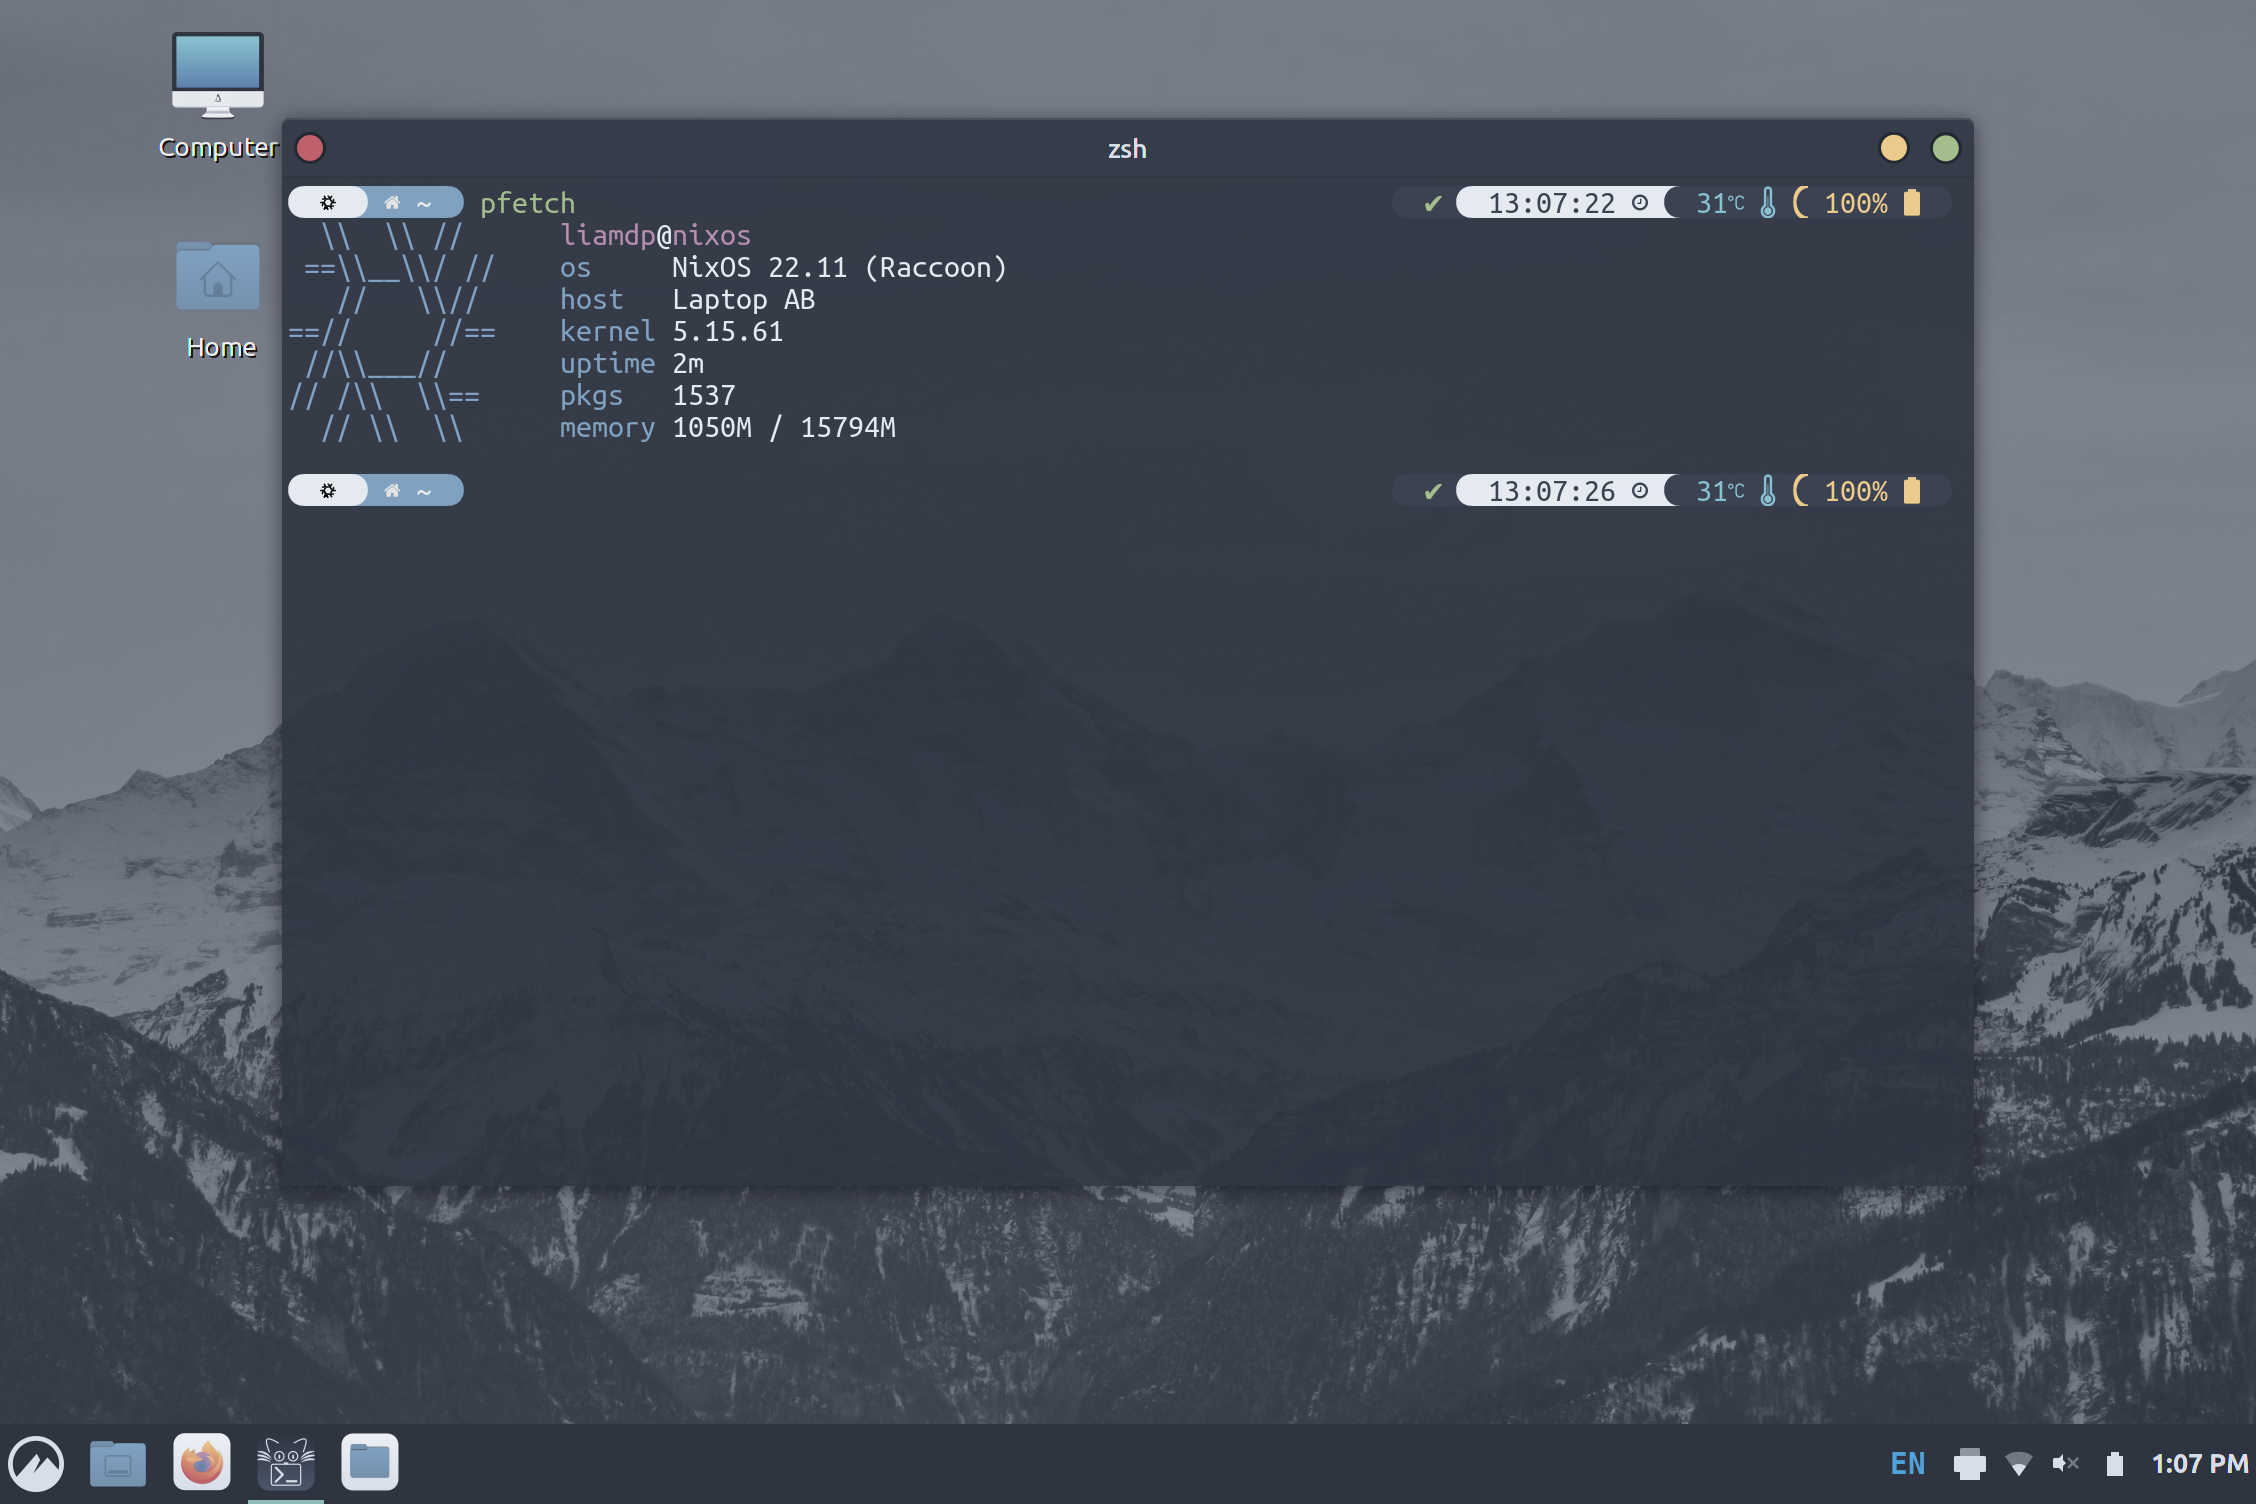 Computer
Home
zsh
~ pfetch ✔ 13:07:22 31°C 100%
  \\  \\ //      liamdp@nixos
 ==\\__\\/ //    os     NixOS 22.11 (Raccoon)
   //   \\//     host   Laptop AB
==//     //==    kernel 5.15.61
 //\\___//       uptime 2m
// /\\  \\==     pkgs   1537
  // \\  \\      memory 1050M / 15794M
~ ✔ 13:07:26 31°C 100%
EN 1:07 PM